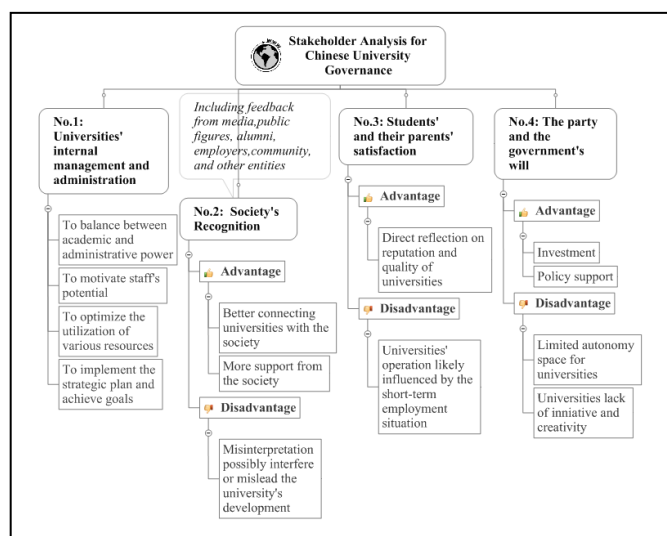 Stakeholder Analysis for
Chinese University
Governance
No.1:
Universities'
internal
management and
administration
To balance between
academic and
administrative power
To motivate staff's
potential
To optimize the
utilization of
various resources
To implement the
strategic plan and
achieve goals
Including feedback
from media,public
figures, alumni,
employers,community,
and other entities
No.2: Society's
Recognition
Advantage
Better connecting
universities with the
society
More support from
the society
Disadvantage
Misinterpretation
possibly interfere
or mislead the
university's
development
No.3: Students'
and their parents'
satisfaction
Advantage
Direct reflection on
reputation and
quality of
universities
Disadvantage
Universities'
operation likely
influenced by the
short-term
employment
situation
No.4: The party
and the
government's
will
Advantage
Investment
Policy support
Disadvantage
Limited autonomy
space for
universities
Universities lack
of inniative and
creativity